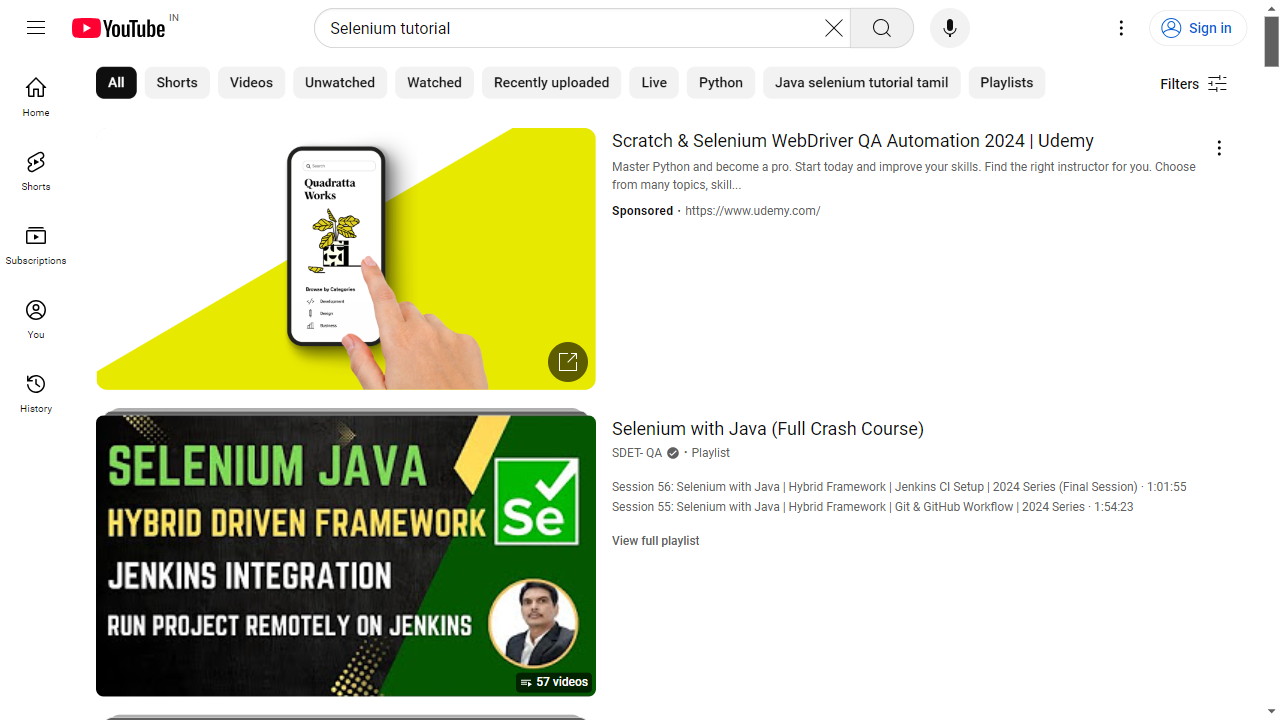 YouTube IN
Selenium tutorial
Sign in
Home
Shorts
Subscriptions
You
History
All
Shorts
Videos
Unwatched
Watched
Recently uploaded
Live
Python
Java selenium tutorial tamil
Playlists
Filters
Search
Quadratta
Works
Browse by Categories
Development
Design
Business
Scratch & Selenium WebDriver QA Automation 2024 | Udemy
Master Python and become a pro. Start today and improve your skills. Find the right instructor for you. Choose
from many topics, skill...
Sponsored · https://www.udemy.com/
SELENIUM JAVA
HYBRID DRIVEN FRAMEWORK
JENKINS INTEGRATION
RUN PROJECT REMOTELY ON JENKINS
Se
57 videos
Selenium with Java (Full Crash Course)
SDET- QA · Playlist
Session 56: Selenium with Java | Hybrid Framework | Jenkins CI Setup | 2024 Series (Final Session) · 1:01:55
Session 55: Selenium with Java | Hybrid Framework | Git & GitHub Workflow | 2024 Series · 1:54:23
View full playlist